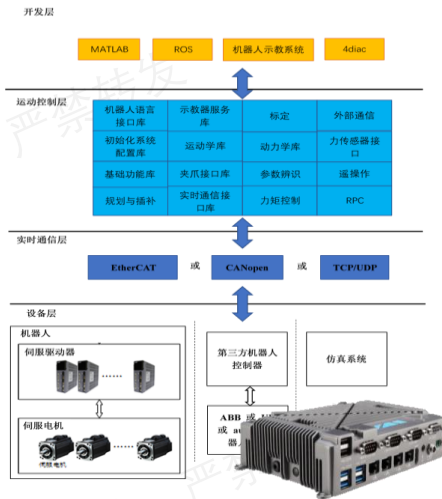 开发层
MATLAB
ROS
机器人示教系统
4diac
运动控制层
机器人语言
接口库
示教器服务
库
标定
外部通信
初始化系统
配置库
运动学库
动力学库
力传感器接
口
基础功能库
夹爪接口库
参数辨识
遥操作
规划与插补
实时通信接
口库
力矩控制
RPC
实时通信层
EtherCAT
或
CANopen
或
TCP/UDP
设备层
机器人
伺服驱动器
……
伺服电机
……
伺服电机
第三方机器人
控制器
ABB 或
或
器
仿真系统
严禁转发
严禁